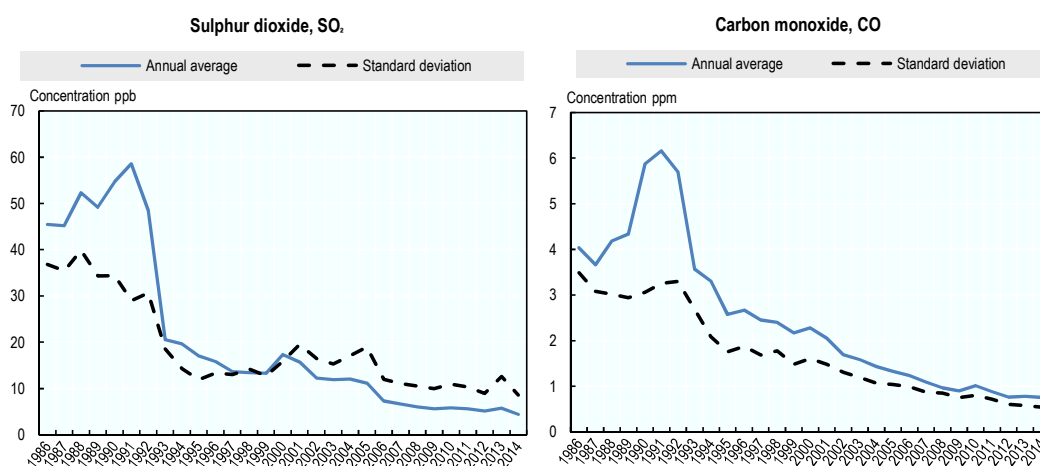 Sulphur dioxide, SO₂
Annual average
Standard deviation
Concentration ppb
70
60
50
40
30
20
10
0
1986 1987 1988 1989 1990 1991 1992 1993 1994 1995 1996 1997 1998 1999 2000 2001 2002 2003 2004 2005 2006 2007 2008 2009 2010 2011 2012 2013 2014
Carbon monoxide, CO
Annual average
Standard deviation
Concentration ppm
7
6
5
4
3
2
1
0
1986 1987 1988 1989 1990 1991 1992 1993 1994 1995 1996 1997 1998 1999 2000 2001 2002 2003 2004 2005 2006 2007 2008 2009 2010 2011 2012 2013 2014